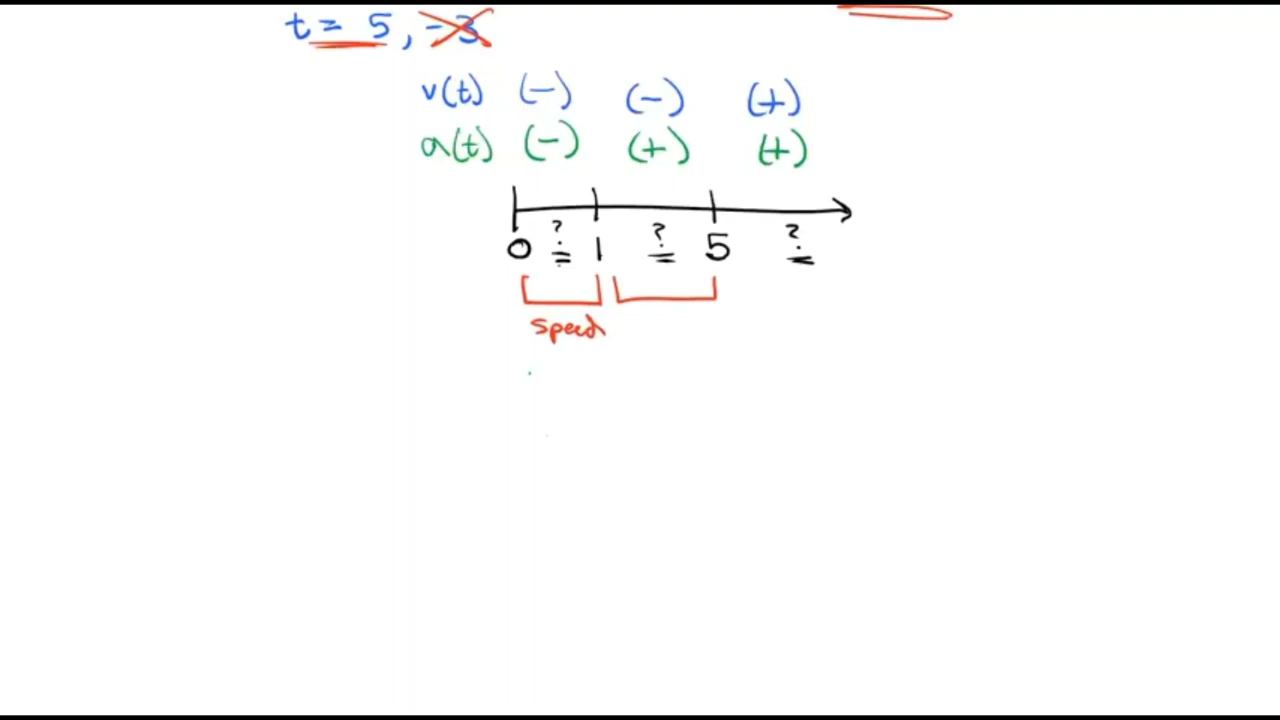 t = 5, -3
v(t) (-) (-) (+)
a(t) (-) (+) (+)
? ? ?
0 = 1 = 5 =
speed